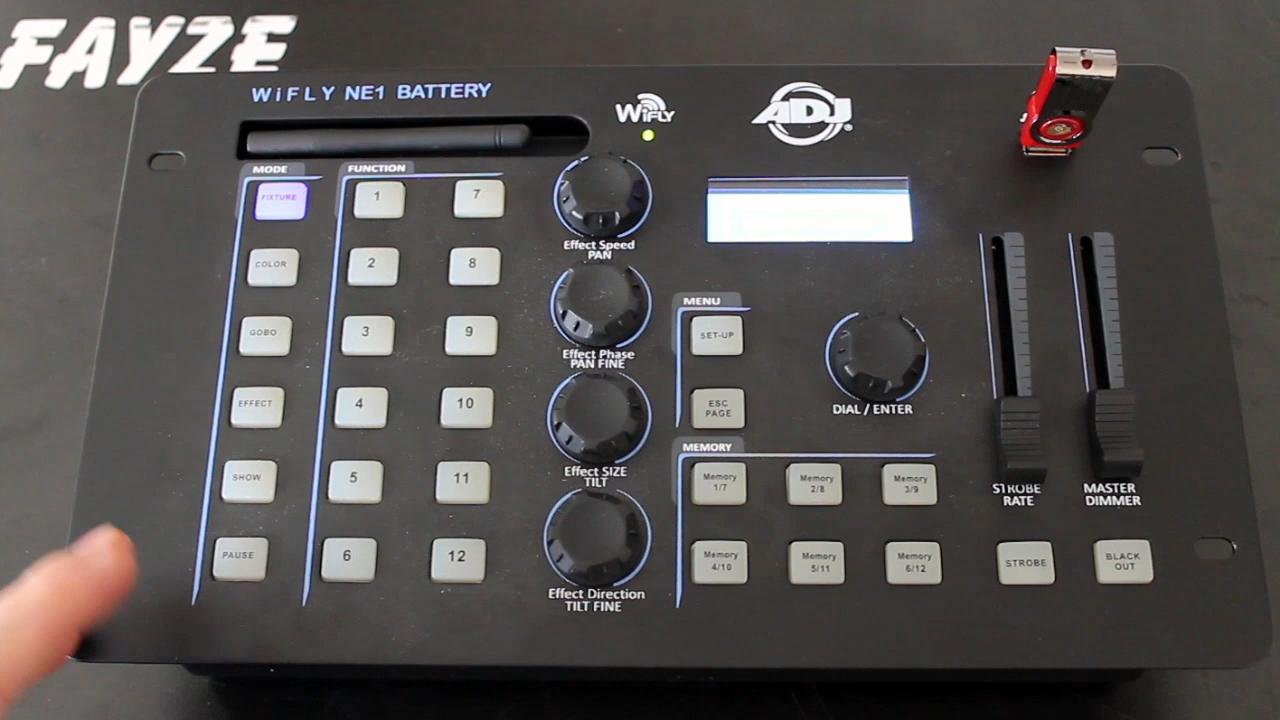 FAYZE
WiFLY NE1 BATTERY
WiFLY
ADJ
®
MODE
FUNCTION
FIXTURE
1
7
Effect Speed
PAN
COLOR
2
8
MENU
GOBO
3
9
SET-UP
Effect Phase
PAN FINE
EFFECT
4
10
ESC
PAGE
DIAL / ENTER
MEMORY
Effect SIZE
TILT
SHOW
5
11
Memory
1/7
Memory
2/8
Memory
3/9
STROBE
RATE
MASTER
DIMMER
PAUSE
6
12
Memory
4/10
Memory
5/11
Memory
6/12
STROBE
BLACK
OUT
Effect Direction
TILT FINE